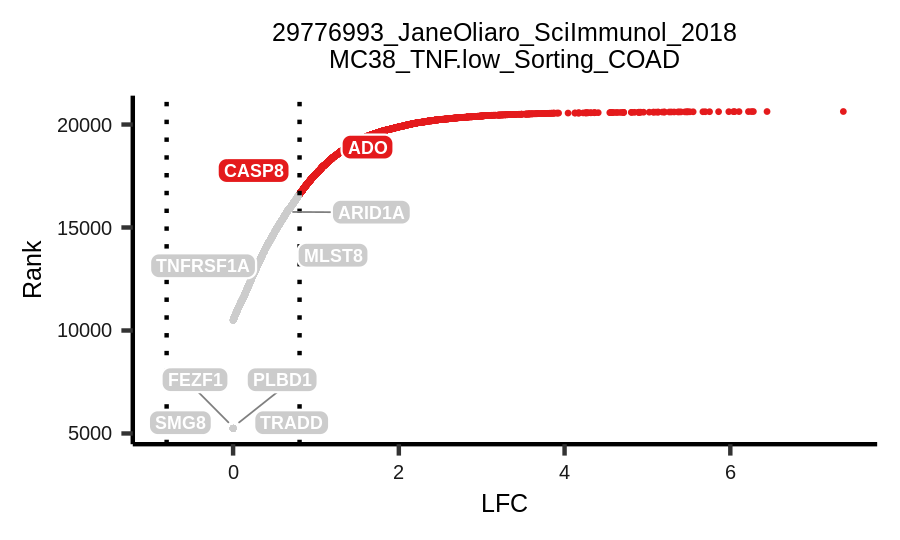 29776993_JaneOliaro_SciImmunol_2018
MC38_TNF.low_Sorting_COAD
Rank
20000
15000
10000
5000
CASP8
ADO
ARID1A
MLST8
TNFRSF1A
FEZF1
PLBD1
SMG8
TRADD
0
2
4
6
LFC